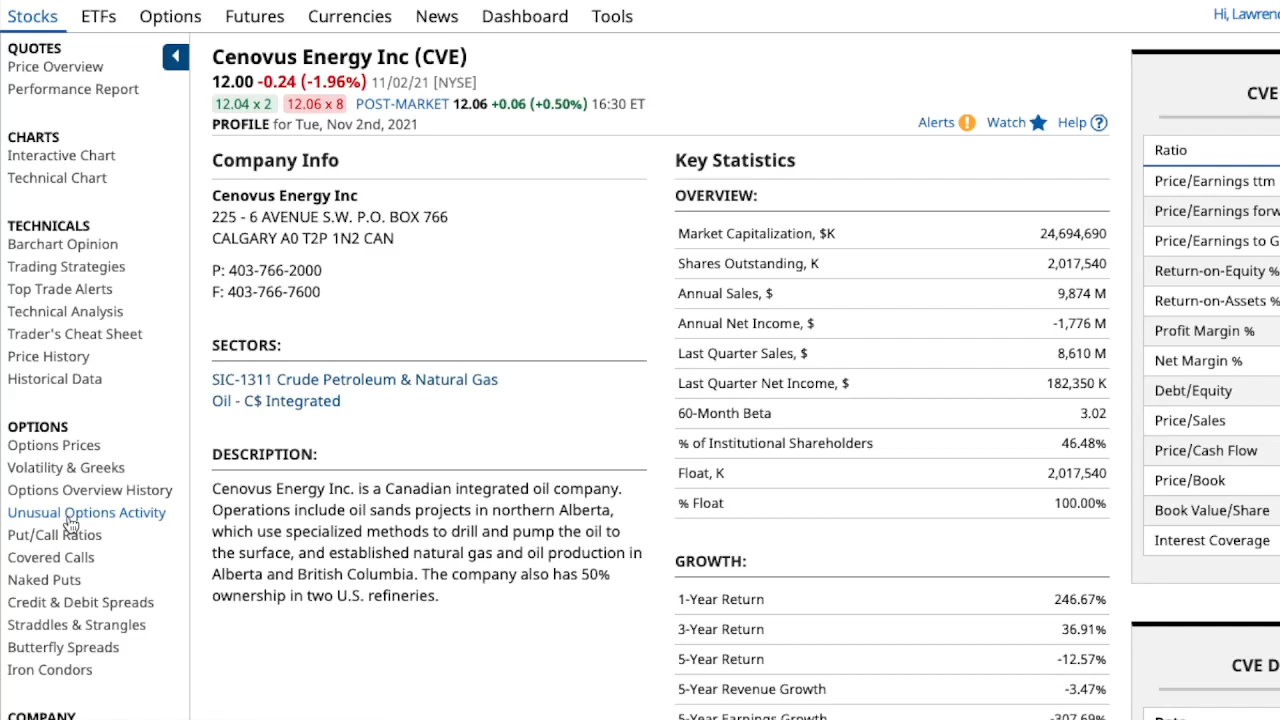 Stocks ETFs Options Futures Currencies News Dashboard Tools
Hi,
QUOTES
Price Overview
Performance Report
CHARTS
Interactive Chart
Technical Chart
TECHNICALS
Barchart Opinion
Trading Strategies
Top Trade Alerts
Technical Analysis
Trader's Cheat Sheet
Price History
Historical Data
OPTIONS
Options Prices
Volatility & Greeks
Options Overview History
Unusual Options Activity
Put/Call Ratios
Covered Calls
Naked Puts
Credit & Debit Spreads
Straddles & Strangles
Butterfly Spreads
Iron Condors
COMPANY
Cenovus Energy Inc (CVE)
12.00 -0.24 (-1.96%) 11/02/21 [NYSE]
12.04 x 2 12.06 x 8 POST-MARKET 12.06 +0.06 (+0.50%) 16:30 ET
PROFILE for Tue, Nov 2nd, 2021
Alerts Watch Help
Company Info
Cenovus Energy Inc
225 - 6 AVENUE S.W. P.O. BOX 766
CALGARY A0 T2P 1N2 CAN
P: 403-766-2000
F: 403-766-7600
SECTORS:
SIC-1311 Crude Petroleum & Natural Gas
Oil - C$ Integrated
DESCRIPTION:
Cenovus Energy Inc. is a Canadian integrated oil company.
Operations include oil sands projects in northern Alberta,
which use specialized methods to drill and pump the oil to
the surface, and established natural gas and oil production in
Alberta and British Columbia. The company also has 50%
ownership in two U.S. refineries.
Key Statistics
OVERVIEW:
Market Capitalization, $K 24,694,690
Shares Outstanding, K 2,017,540
Annual Sales, $ 9,874 M
Annual Net Income, $ -1,776 M
Last Quarter Sales, $ 8,610 M
Last Quarter Net Income, $ 182,350 K
60-Month Beta 3.02
% of Institutional Shareholders 46.48%
Float, K 2,017,540
% Float 100.00%
GROWTH:
1-Year Return 246.67%
3-Year Return 36.91%
5-Year Return -12.57%
5-Year Revenue Growth -3.47%
5-Year Earnings Growth -307.69%
CVE
Ratio
Price/Earnings ttm
Price/Earnings
Price/Earnings to
Return-on-Equity %
Return-on-Assets %
Profit Margin %
Net Margin %
Debt/Equity
Price/Sales
Price/Cash Flow
Price/Book
Book Value/Share
Interest Coverage
CVE